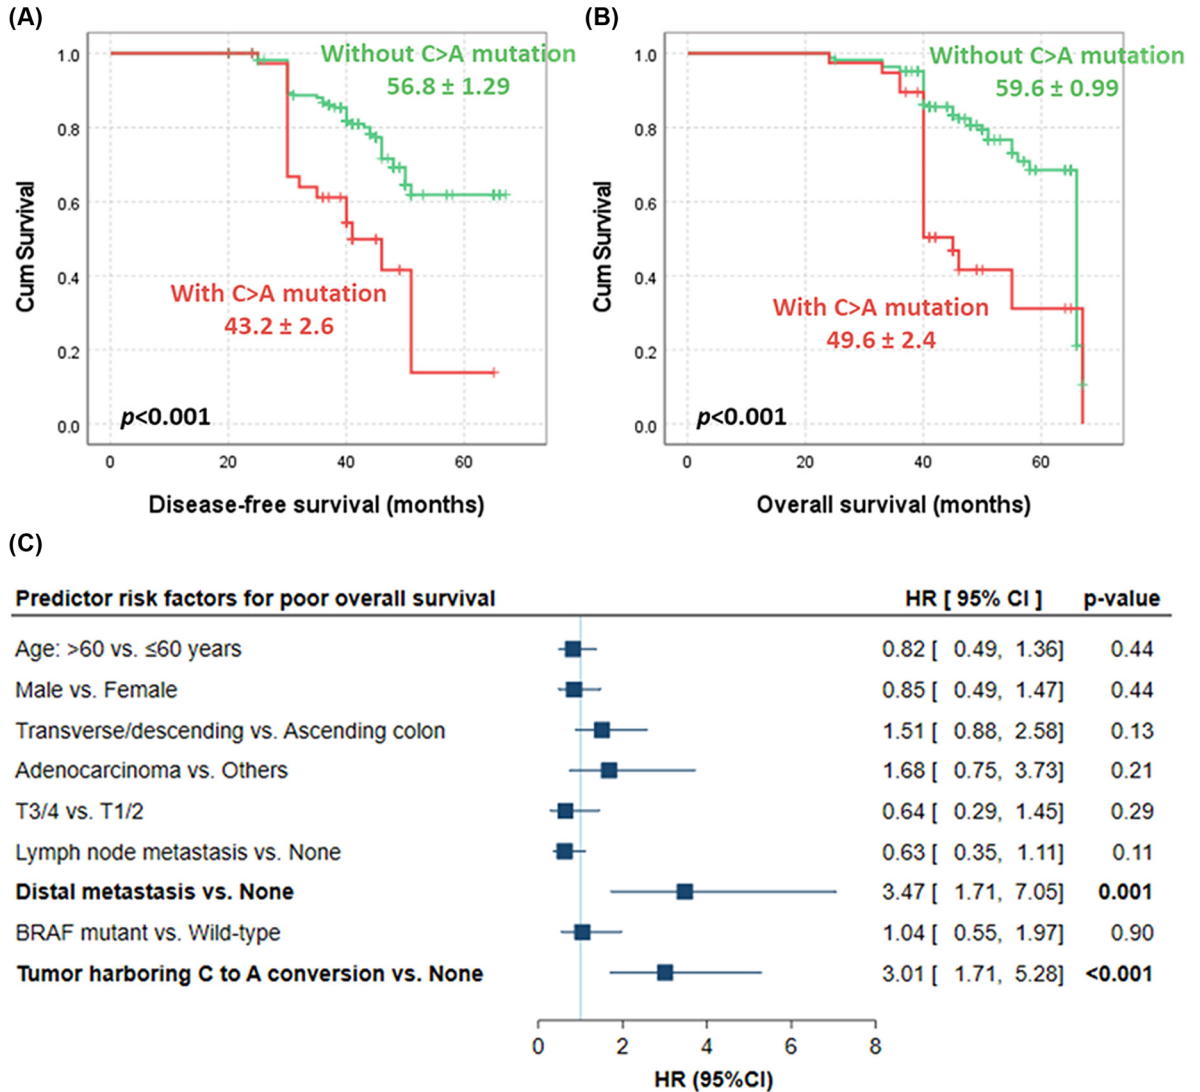 (A)
(B)
Without C>A mutation
56.8 ± 1.29
With C>A mutation
43.2 ± 2.6
p<0.001
Cum Survival
1.0
0.8
0.6
0.4
0.2
0.0
0 20 40 60
Disease-free survival (months)
Without C>A mutation
59.6 ± 0.99
With C>A mutation
49.6 ± 2.4
p<0.001
Cum Survival
1.0
0.8
0.6
0.4
0.2
0.0
0 20 40 60
Overall survival (months)
(C)
Predictor risk factors for poor overall survival HR [ 95% CI ] p-value
Age: >60 vs. ≤60 years 0.82 [ 0.49, 1.36] 0.44
Male vs. Female 0.85 [ 0.49, 1.47] 0.44
Transverse/descending vs. Ascending colon 1.51 [ 0.88, 2.58] 0.13
Adenocarcinoma vs. Others 1.68 [ 0.75, 3.73] 0.21
T3/4 vs. T1/2 0.64 [ 0.29, 1.45] 0.29
Lymph node metastasis vs. None 0.63 [ 0.35, 1.11] 0.11
Distal metastasis vs. None 3.47 [ 1.71, 7.05] 0.001
BRAF mutant vs. Wild-type 1.04 [ 0.55, 1.97] 0.90
Tumor harboring C to A conversion vs. None 3.01 [ 1.71, 5.28] <0.001
0 2 4 6 8
HR (95%CI)